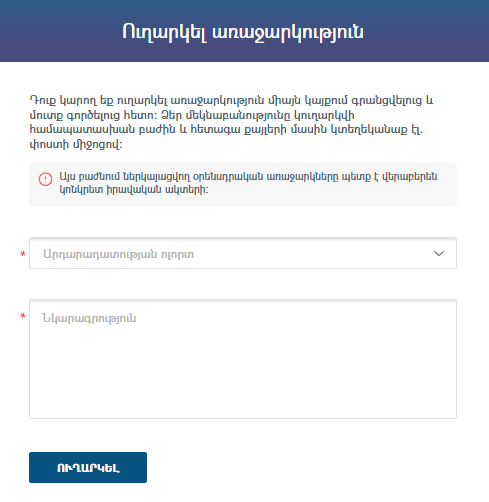 Ուղարկել առաջարկություն
Դուք կարող եք ուղարկել առաջարկություն միայն կայքում գրանցվելուց և
մուտք գործելուց հետո: Ձեր մեկնաբանությունը կուղարկվի
համապատասխան բաժին և հետագա քայլերի մասին կտեղեկանաք էլ.
փոստի միջոցով:
Այս բաժնում ներկայացվող օրենսդրական առաջարկները պետք է վերաբերեն
կոնկրետ իրավական ակտերի:
* Արդարադատության ոլորտ
* Նկարագրություն
ՈՒՂԱՐԿԵԼ